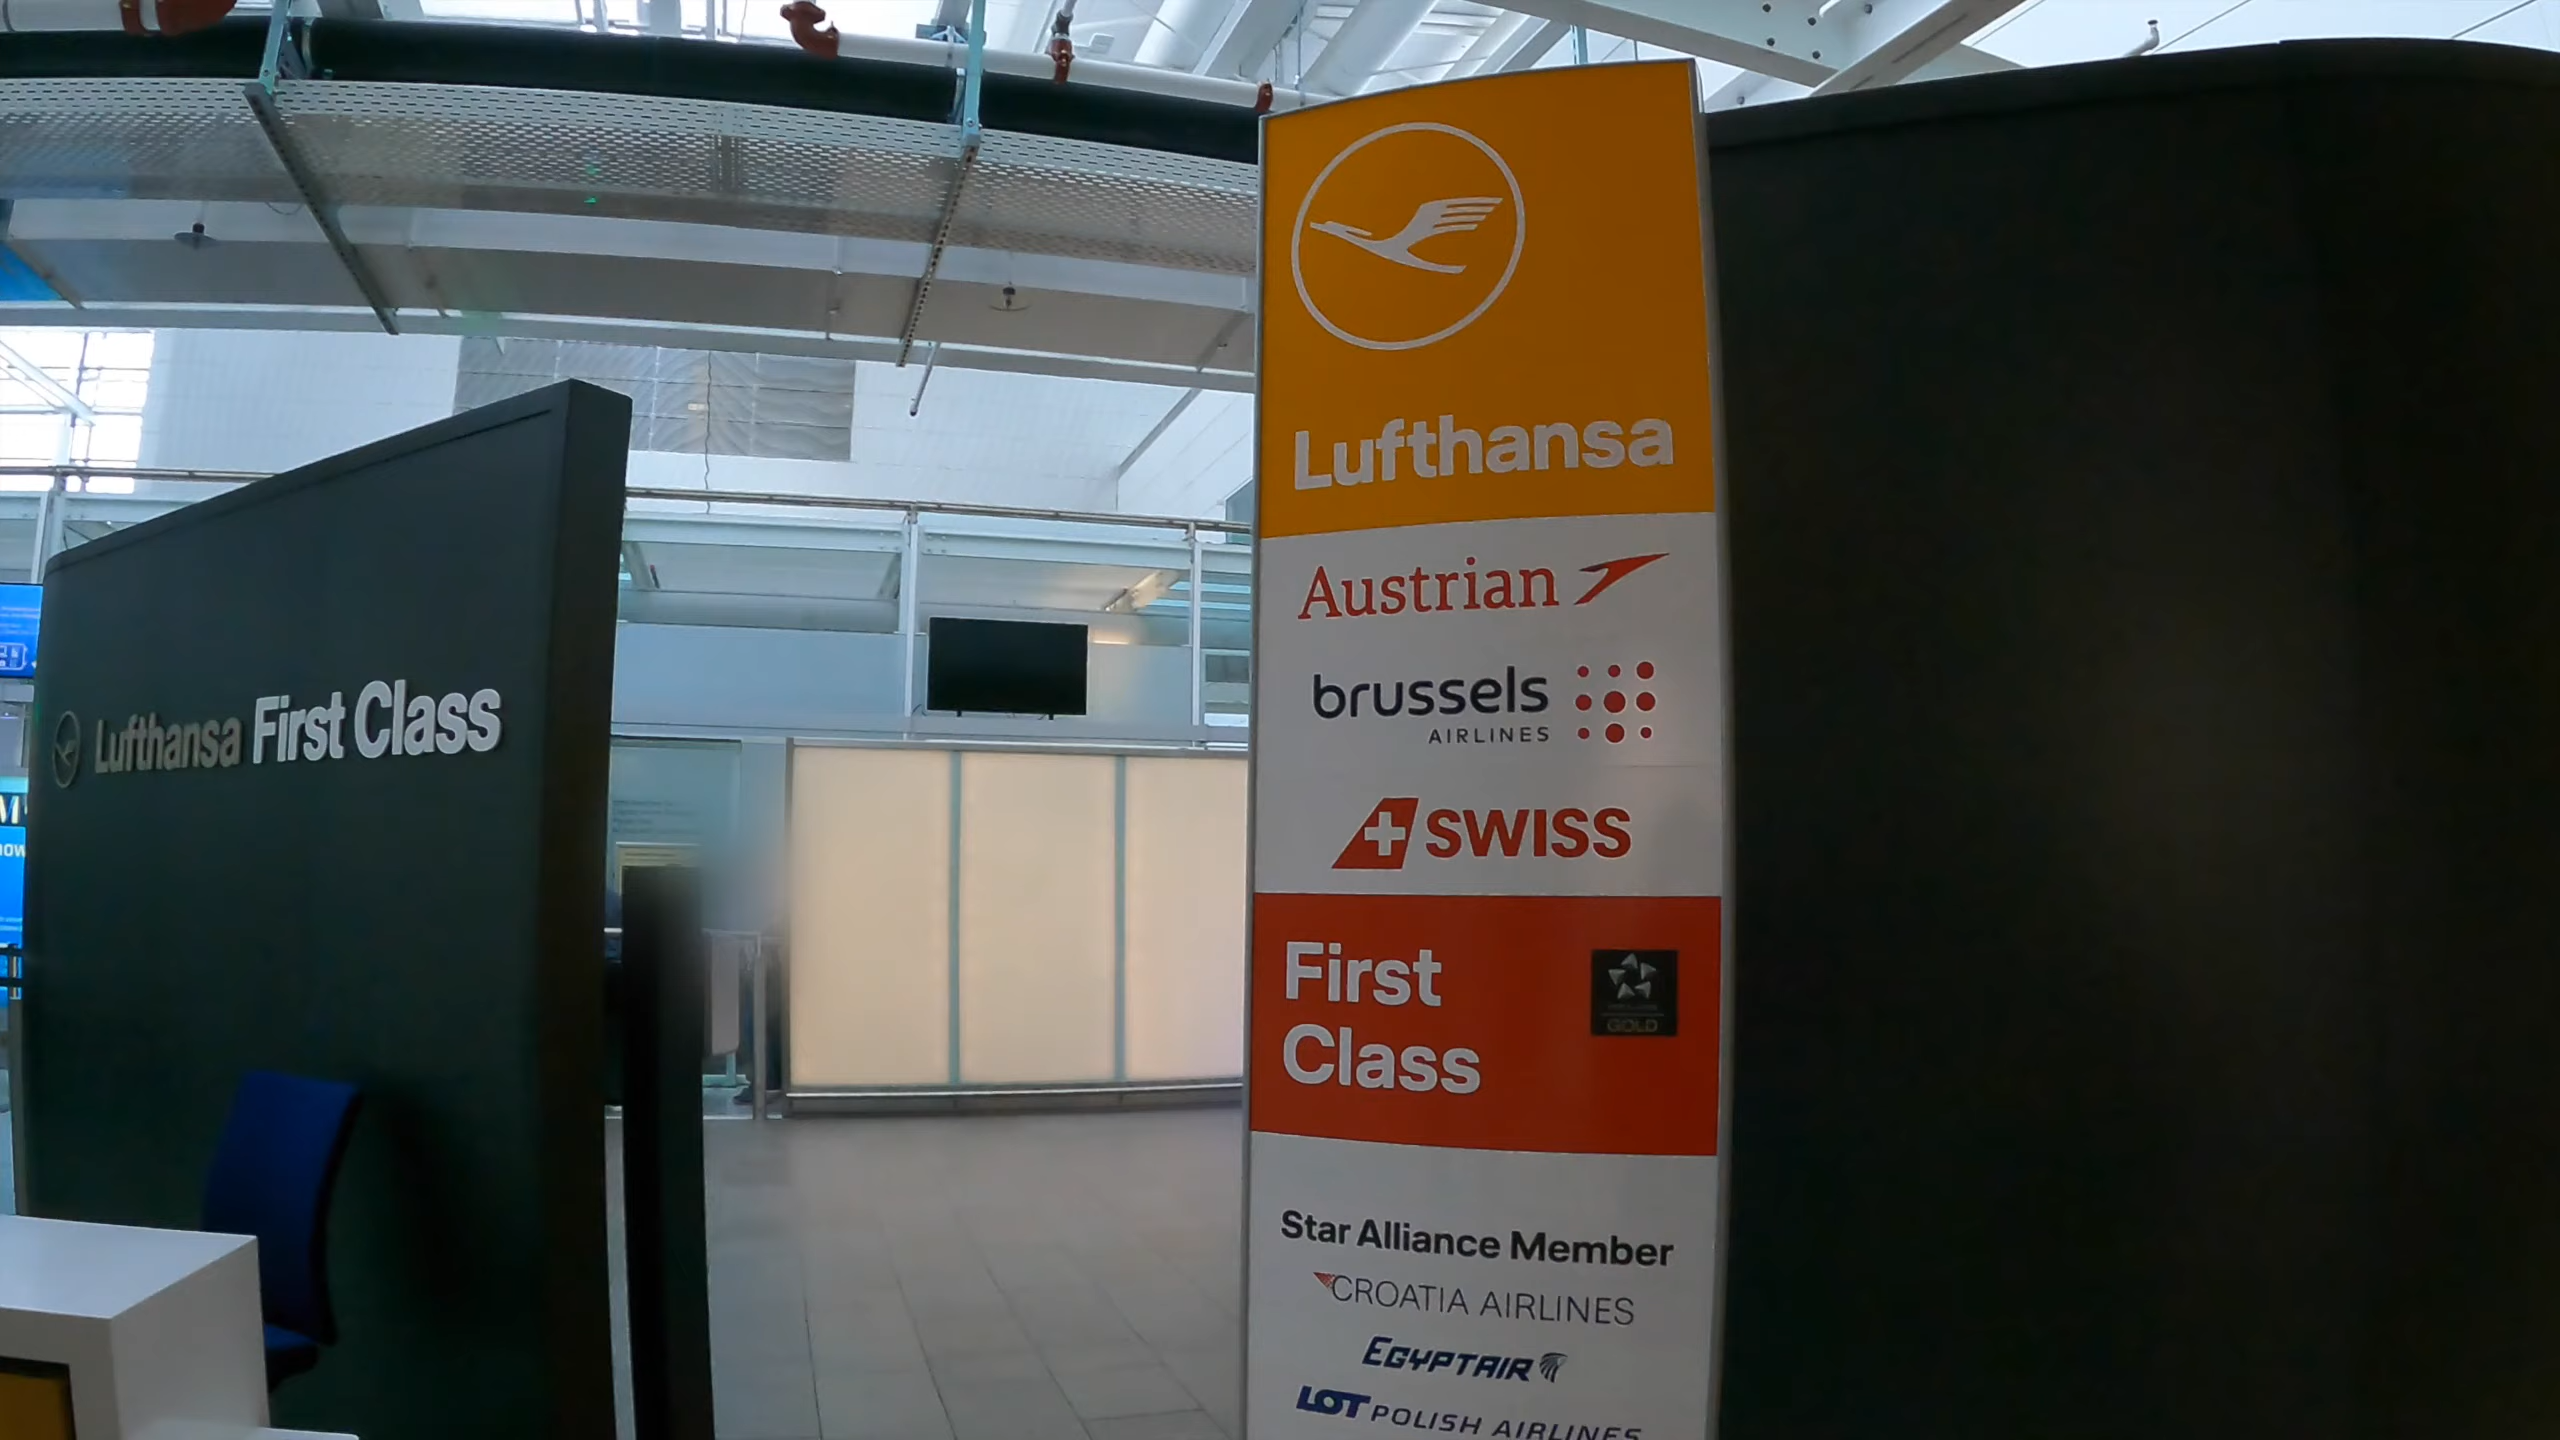 Lufthansa First Class
Lufthansa
Austrian
brussels
AIRLINES
SWISS
First
Class
GOLD
Star Alliance Member
CROATIA AIRLINES
EGYPTAIR
LOT POLISH AIRLINES